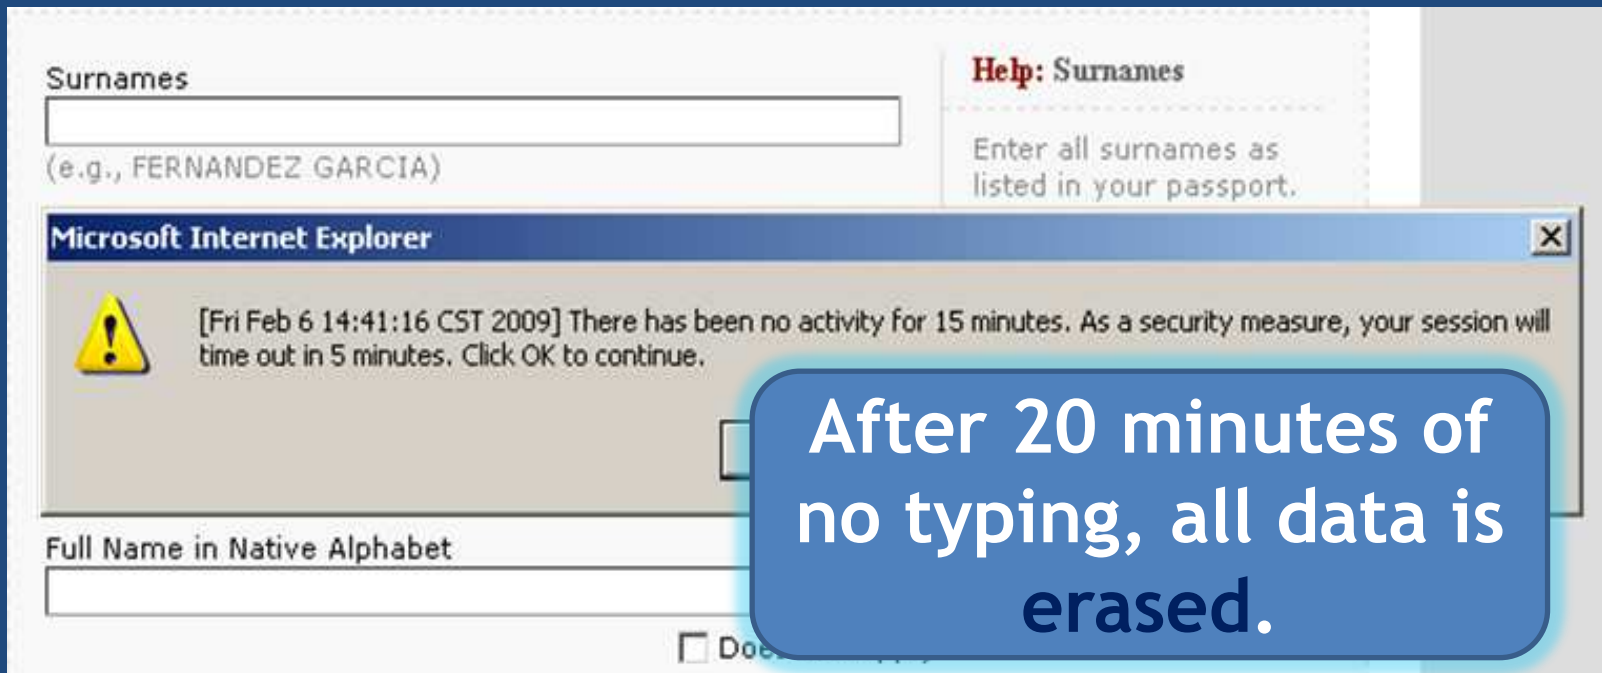 Surnames
(e.g., FERNANDEZ GARCIA)
Help: Surnames
Enter all surnames as
listed in your passport.
Microsoft Internet Explorer
[Fri Feb 6 14:41:16 CST 2009] There has been no activity for 15 minutes. As a security measure, your session will
time out in 5 minutes. Click OK to continue.
After 20 minutes of
no typing, all data is
erased.
Full Name in Native Alphabet